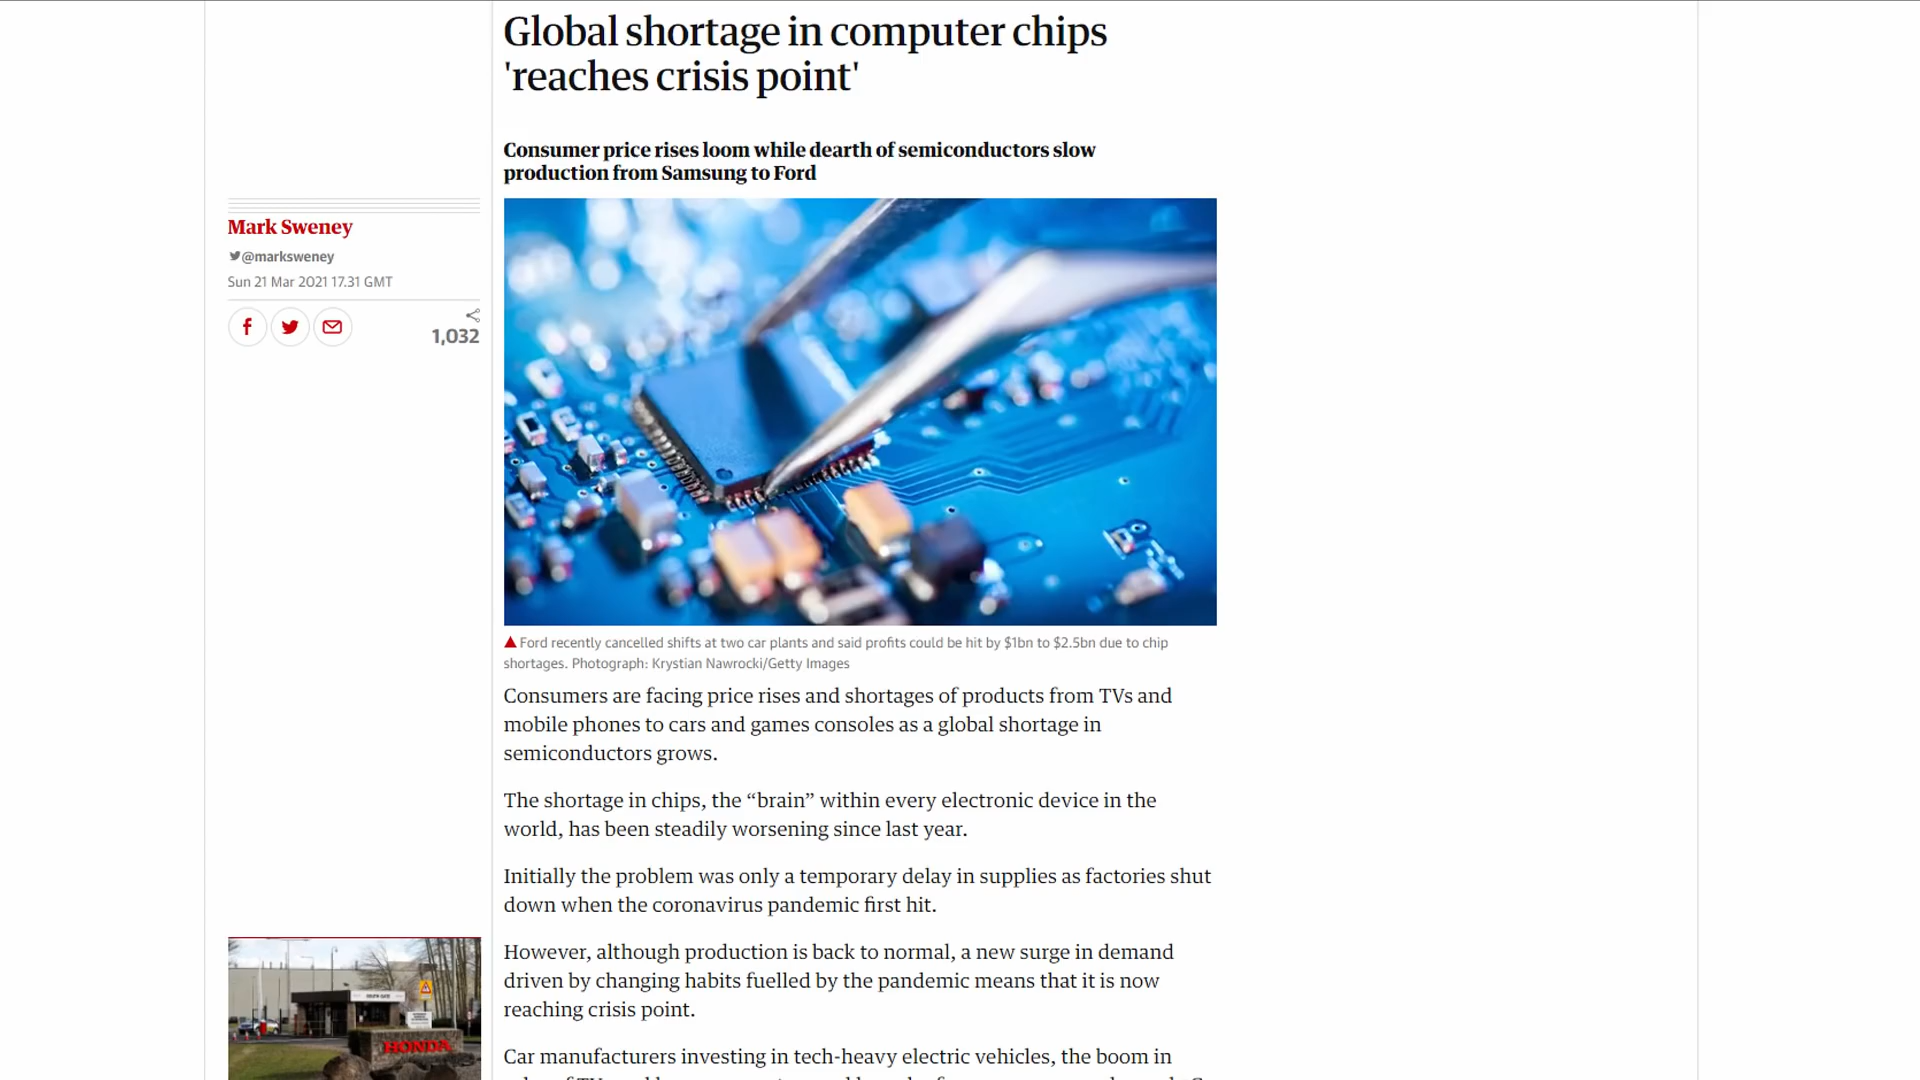 Global shortage in computer chips
'reaches crisis point'
Consumer price rises loom while dearth of semiconductors slow
production from Samsung to Ford
Mark Sweney
@marksweney
Sun 21 Mar 2021 17.31 GMT
1,032
Ford recently cancelled shifts at two car plants and said profits could be hit by $1bn to $2.5bn due to chip
shortages. Photograph: Krystian Nawrocki/Getty Images
Consumers are facing price rises and shortages of products from TVs and
mobile phones to cars and games consoles as a global shortage in
semiconductors grows.
The shortage in chips, the “brain” within every electronic device in the
world, has been steadily worsening since last year.
Initially the problem was only a temporary delay in supplies as factories shut
down when the coronavirus pandemic first hit.
However, although production is back to normal, a new surge in demand
driven by changing habits fuelled by the pandemic means that it is now
reaching crisis point.
HONDA
Car manufacturers investing in tech-heavy electric vehicles, the boom in